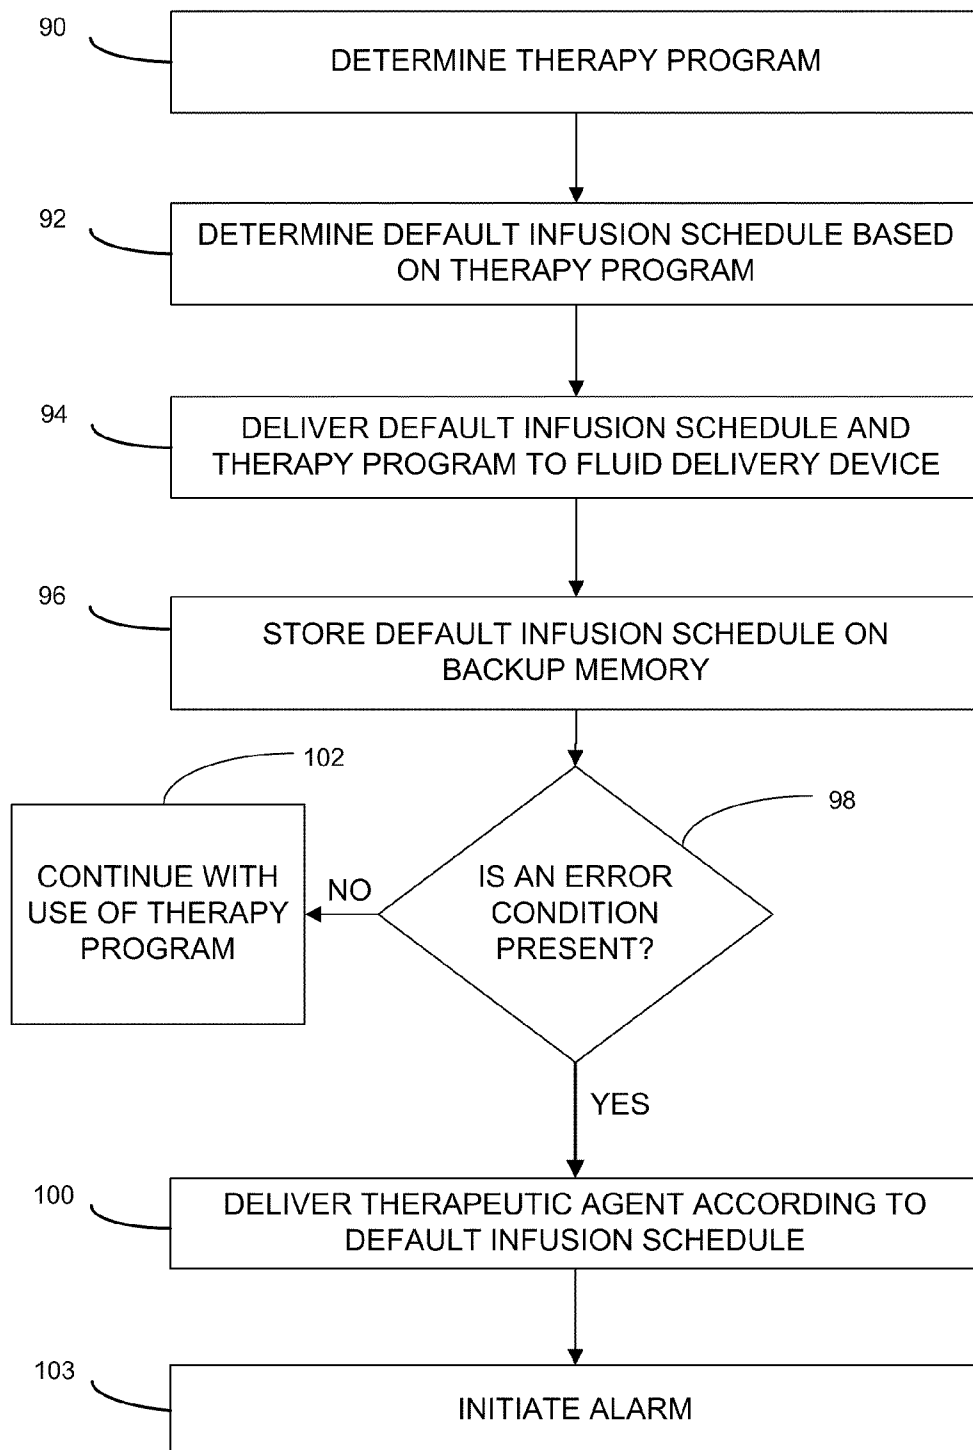 90
DETERMINE THERAPY PROGRAM
92
DETERMINE DEFAULT INFUSION SCHEDULE BASED
ON THERAPY PROGRAM
94
DELIVER DEFAULT INFUSION SCHEDULE AND
THERAPY PROGRAM TO FLUID DELIVERY DEVICE
96
STORE DEFAULT INFUSION SCHEDULE ON
BACKUP MEMORY
102
98
CONTINUE WITH
USE OF THERAPY
PROGRAM
NO
IS AN ERROR
CONDITION
PRESENT?
YES
100
DELIVER THERAPEUTIC AGENT ACCORDING TO
DEFAULT INFUSION SCHEDULE
103
INITIATE ALARM